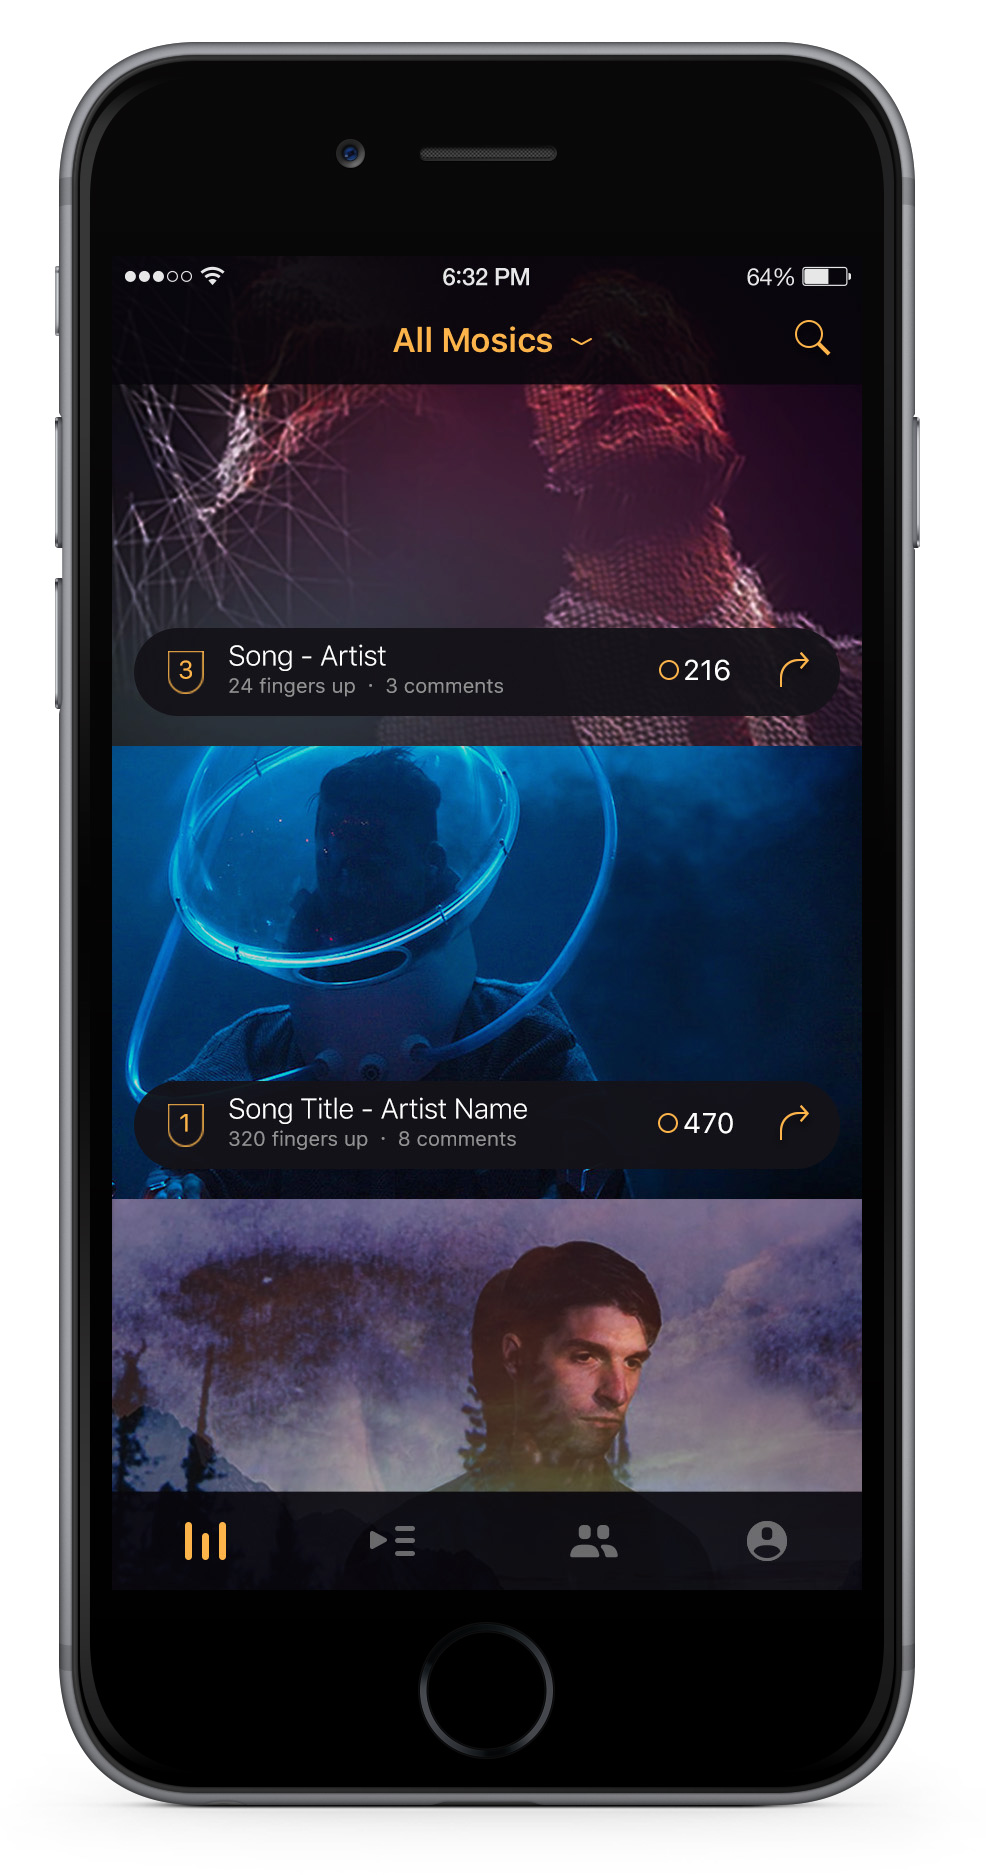 6:32 PM
64%
All Mosics
3
Song - Artist
216
24 fingers up · 3 comments
1
Song Title - Artist Name
470
320 fingers up · 8 comments